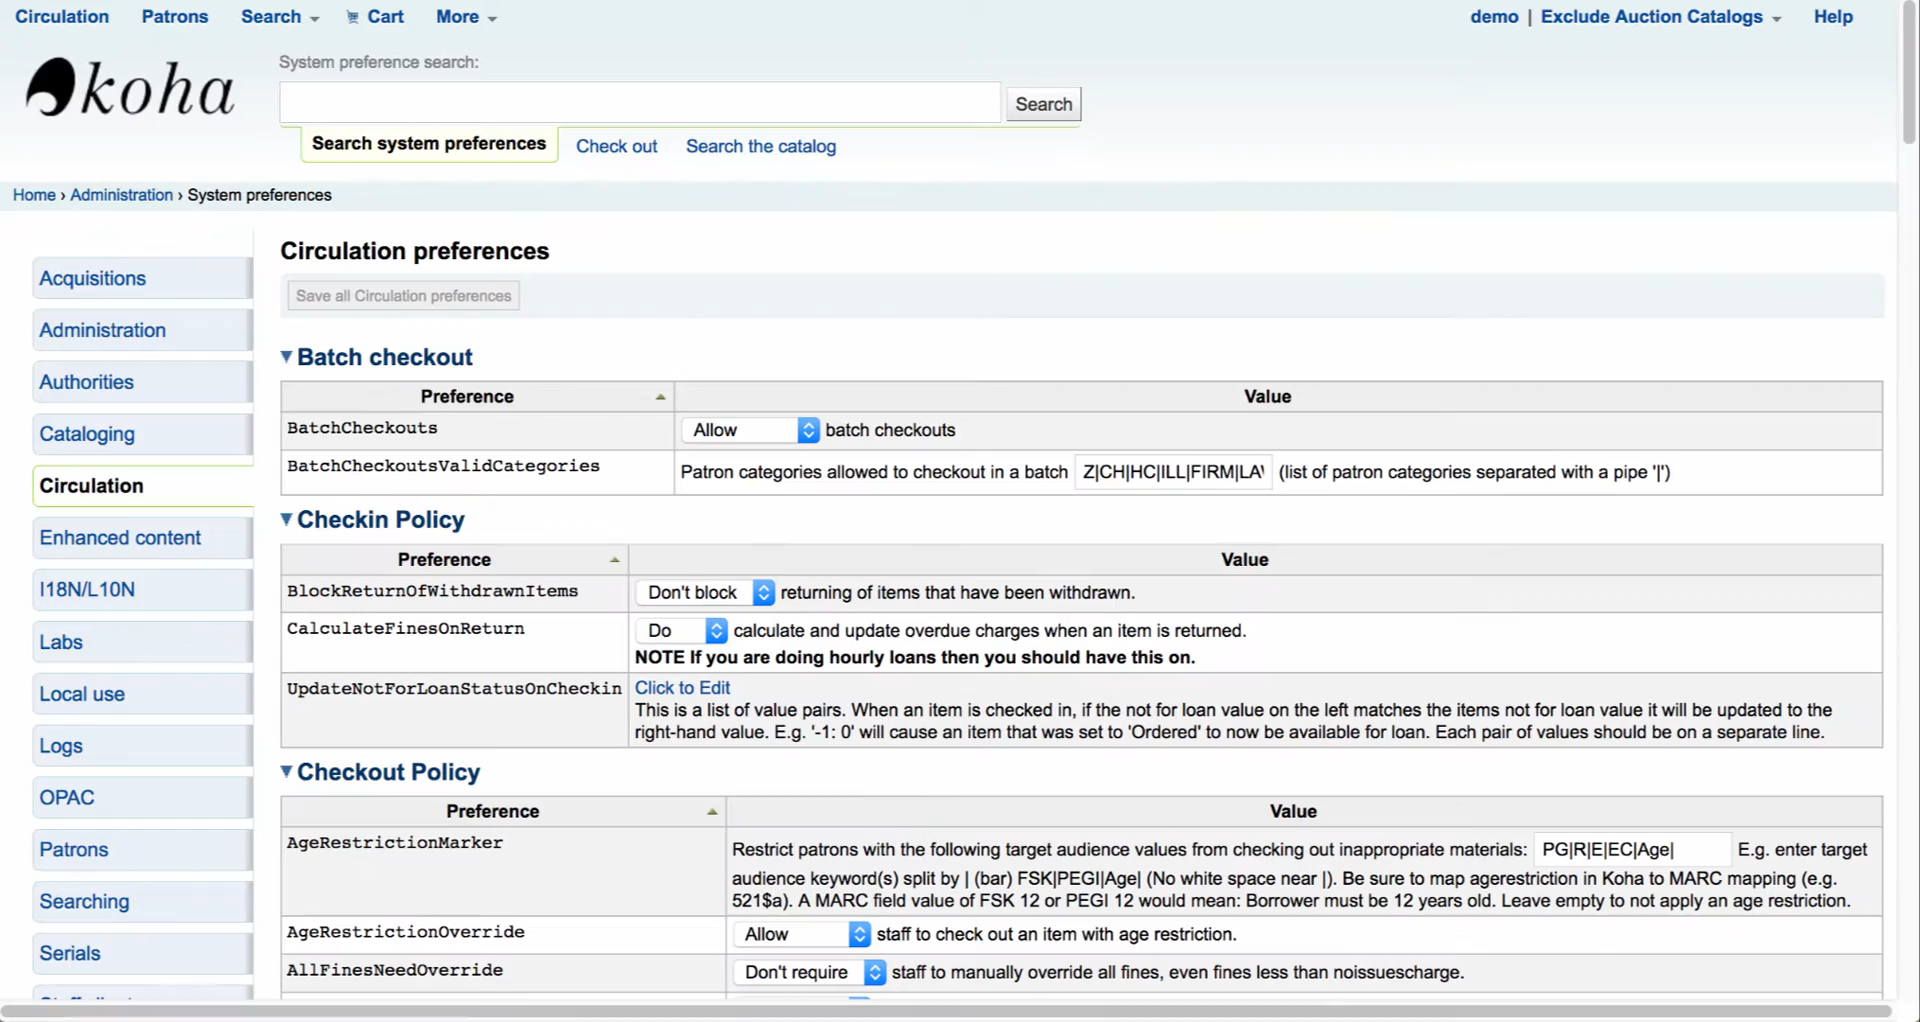 Circulation Patrons Search Cart More demo | Exclude Auction Catalogs Help
koha
System preference search:
Search
Search system preferences Check out Search the catalog
Home › Administration › System preferences
Acquisitions
Administration
Authorities
Cataloging
Circulation
Enhanced content
I18N/L10N
Labs
Local use
Logs
OPAC
Patrons
Searching
Serials
Circulation preferences
Save all Circulation preferences
Batch checkout
Preference Value
BatchCheckouts Allow batch checkouts
BatchCheckoutsValidCategories Patron categories allowed to checkout in a batch Z|CH|HC|ILL|FIRM|LA (list of patron categories separated with a pipe '|')
Checkin Policy
Preference Value
BlockReturnOfWithdrawnItems Don't block returning of items that have been withdrawn.
CalculateFinesOnReturn Do calculate and update overdue charges when an item is returned.
NOTE If you are doing hourly loans then you should have this on.
UpdateNotForLoanStatusOnCheckin Click to Edit
This is a list of value pairs. When an item is checked in, if the not for loan value on the left matches the items not for loan value it will be updated to the
right-hand value. E.g. '-1: 0' will cause an item that was set to 'Ordered' to now be available for loan. Each pair of values should be on a separate line.
Checkout Policy
Preference Value
AgeRestrictionMarker Restrict patrons with the following target audience values from checking out inappropriate materials: PG|R|E|EC|Age| E.g. enter target
audience keyword(s) split by | (bar) FSK|PEGI|Age| (No white space near |). Be sure to map agerestriction in Koha to MARC mapping (e.g.
521$a). A MARC field value of FSK 12 or PEGI 12 would mean: Borrower must be 12 years old. Leave empty to not apply an age restriction.
AgeRestrictionOverride Allow staff to check out an item with age restriction.
AllFinesNeedOverride Don't require staff to manually override all fines, even fines less than noissuescharge.